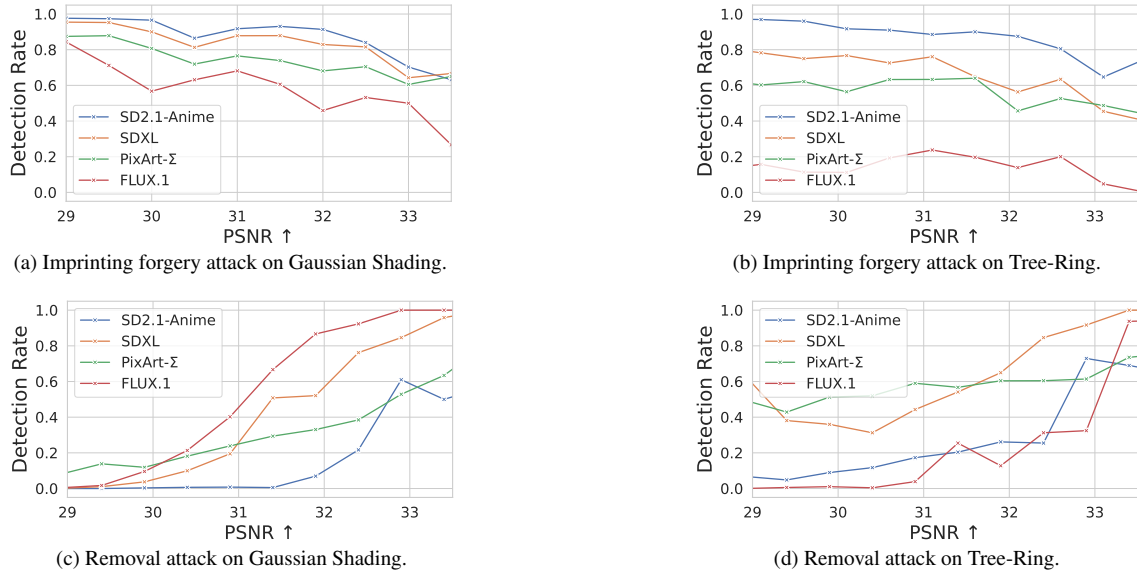 1.0
0.8
0.6
0.4
0.2
0.0
Detection Rate
SD2.1-Anime
SDXL
PixArt-Σ
FLUX.1
29 30 31 32 33
PSNR ↑
(a) Imprinting forgery attack on Gaussian Shading.
1.0
0.8
0.6
0.4
0.2
0.0
Detection Rate
SD2.1-Anime
SDXL
PixArt-Σ
FLUX.1
29 30 31 32 33
PSNR ↑
(b) Imprinting forgery attack on Tree-Ring.
1.0
0.8
0.6
0.4
0.2
0.0
Detection Rate
SD2.1-Anime
SDXL
PixArt-Σ
FLUX.1
29 30 31 32 33
PSNR ↑
(c) Removal attack on Gaussian Shading.
1.0
0.8
0.6
0.4
0.2
0.0
Detection Rate
SD2.1-Anime
SDXL
PixArt-Σ
FLUX.1
29 30 31 32 33
PSNR ↑
(d) Removal attack on Tree-Ring.